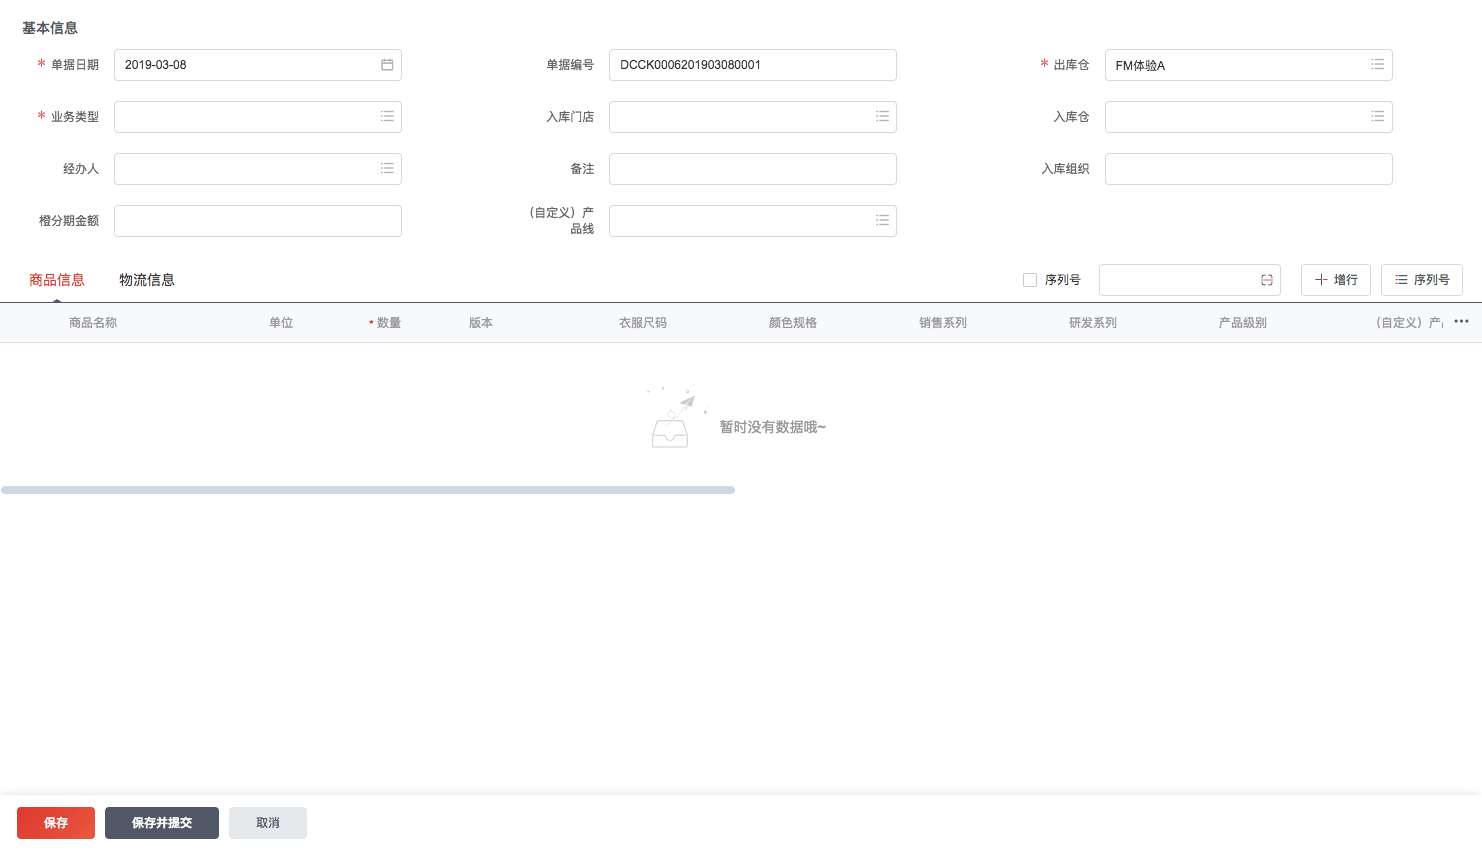 基本信息
* 单据日期 2019-03-08 单据编号 DCCK0006201903080001 * 出库仓 FM体验A
* 业务类型 入库门店 入库仓
经办人 备注 入库组织
橙分期金额 (自定义) 产
品线
商品信息 物流信息 序列号 增行 序列号
商品名称 单位 * 数量 版本 衣服尺码 颜色规格 销售系列 研发系列 产品级别 (自定义) 产
暂时没有数据哦~
保存 保存并提交 取消